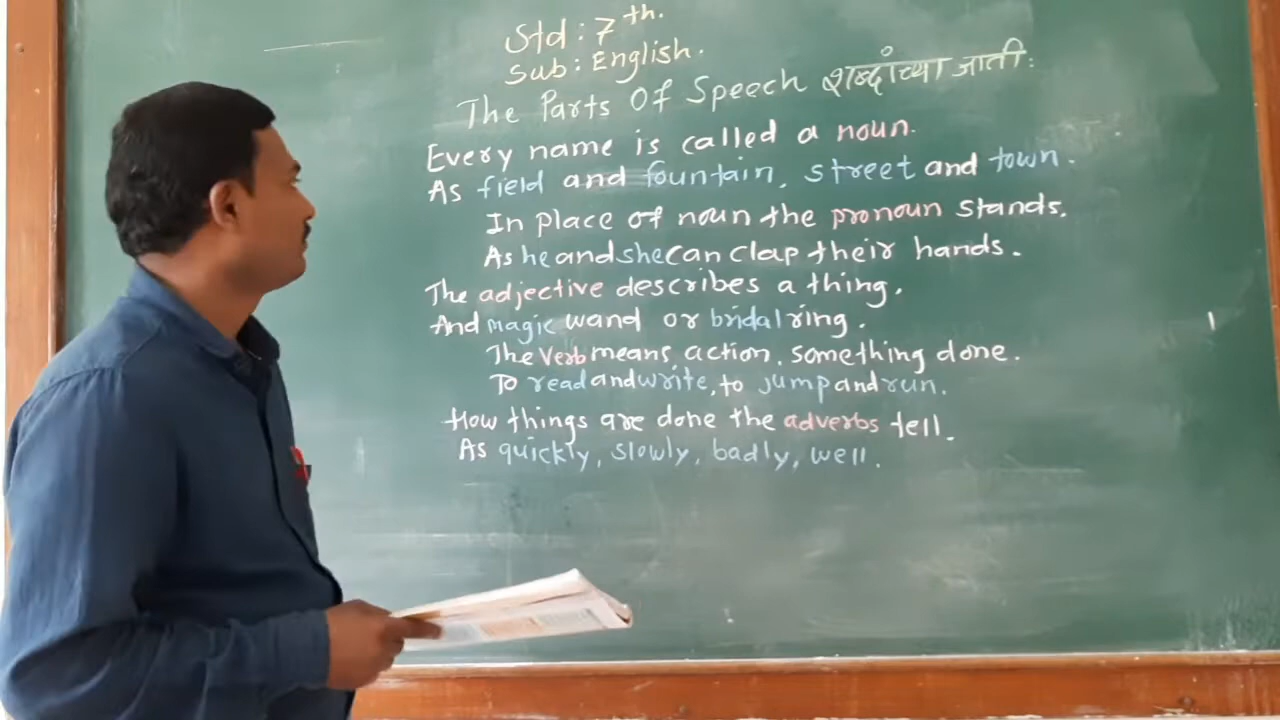 Std : 7th.
Sub : English.
The Parts Of Speech शब्दांच्या जाती :
Every name is called a noun.
As field and fountain, street and town.
In place of noun the pronoun stands.
As he and she can clap their hands.
The adjective describes a thing.
And magic wand or bridal ring.
The Verb means action, something done.
To read and write, to jump and run.
How things are done the adverbs tell.
As quickly, slowly, badly, well.